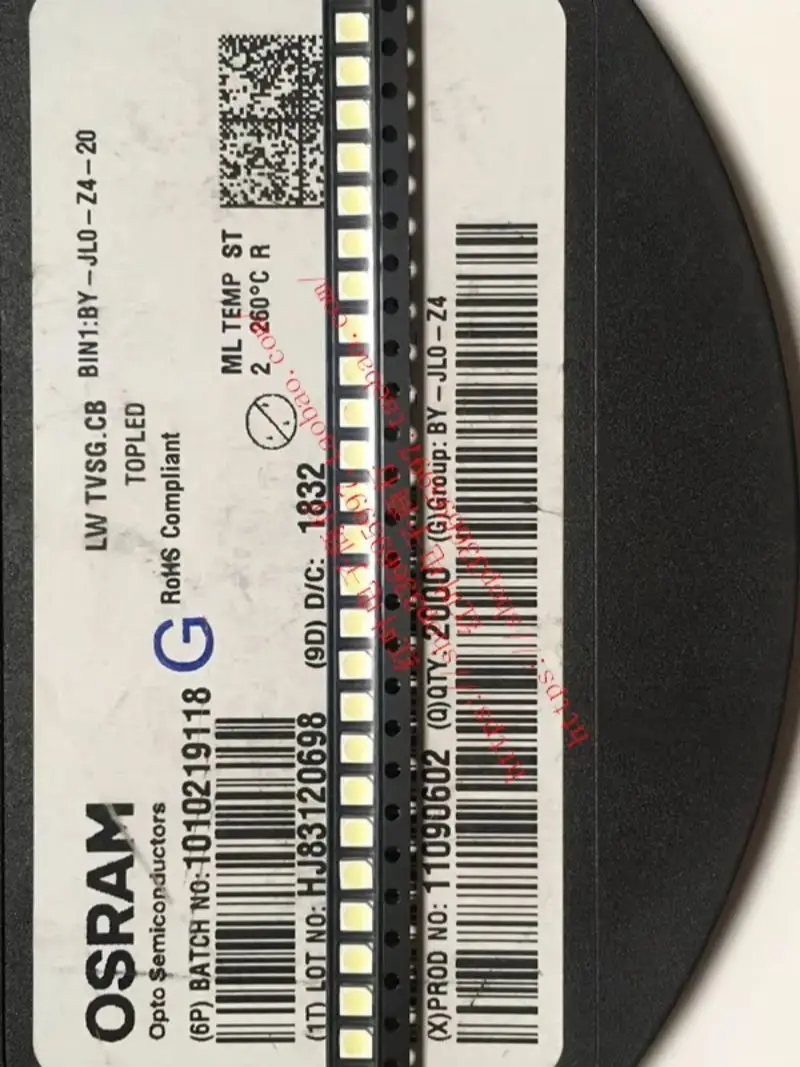 OSRAM
Opto Semiconductors
LW TVSG.CB BIN1:BY-JL0-Z4-20
TOPLED
RoHS Compliant
G
(6P) BATCH NO:1010219118
ML TEMP ST
2 260°C R
(1T) LOT NO: HJ83120698 (9D) D/C: 1832
(X)PROD NO: 11090602 (Q)QTY: 2000 (G)Group: BY-JL0-Z4